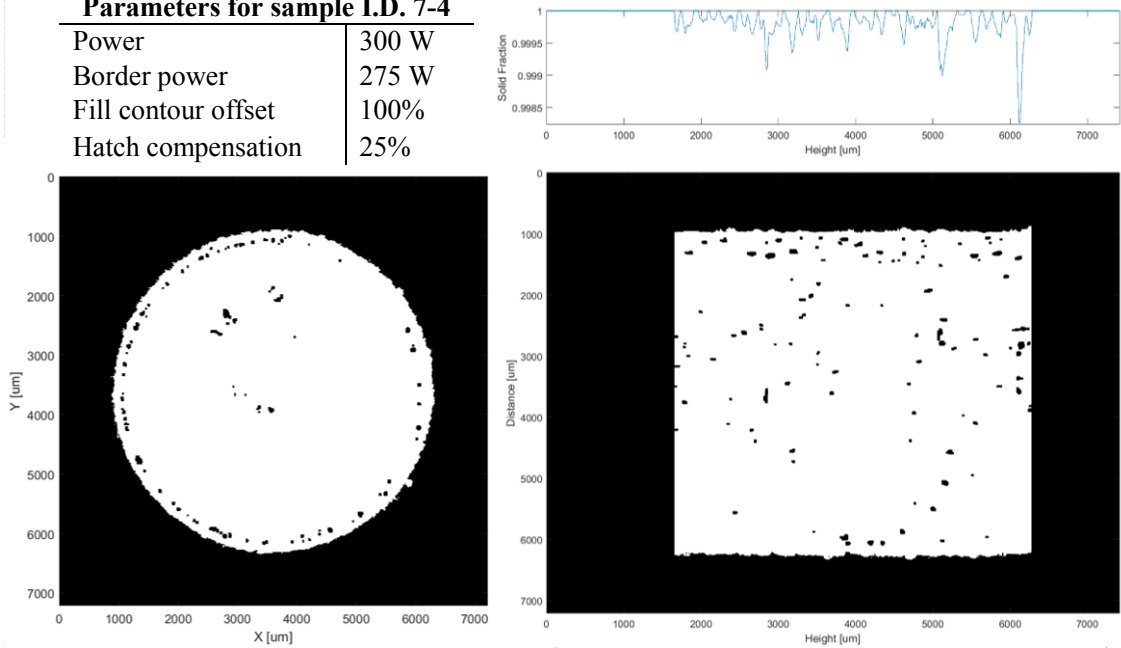 Parameters for sample I.D. 7-4
Power 300 W
Border power 275 W
Fill contour offset 100%
Hatch compensation 25%
Solid Fraction
1
0.9995
0.999
0.9985
0 1000 2000 3000 4000 5000 6000 7000
Height [um]
Y [um]
0
1000
2000
3000
4000
5000
6000
7000
0 1000 2000 3000 4000 5000 6000 7000
X [um]
Distance [um]
0
1000
2000
3000
4000
5000
6000
7000
0 1000 2000 3000 4000 5000 6000 7000
Height [um]